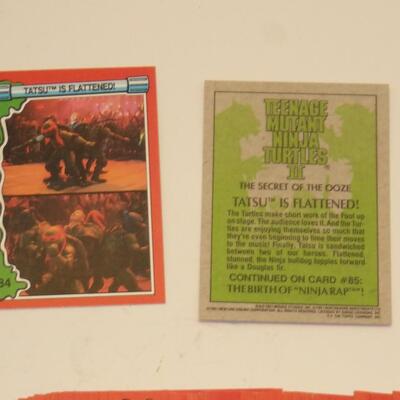 TATSU™ IS FLATTENED!
84
TEENAGE
MUTANT
NINJA
TURTLES
II
THE SECRET OF THE OOZE
TATSU™ IS FLATTENED!
The Turtles make short work of the Foot up
on-stage. The audience loves it. And the Tur-
tles are enjoying themselves so much that
they're even beginning to time their moves
to the music! Finally, Tatsu is sandwiched
between two of our heroes. Flattened,
stunned, the Ninja bulldog topples forward
like a Douglas fir.
CONTINUED ON CARD #85:
THE BIRTH OF "NINJA RAP™"!